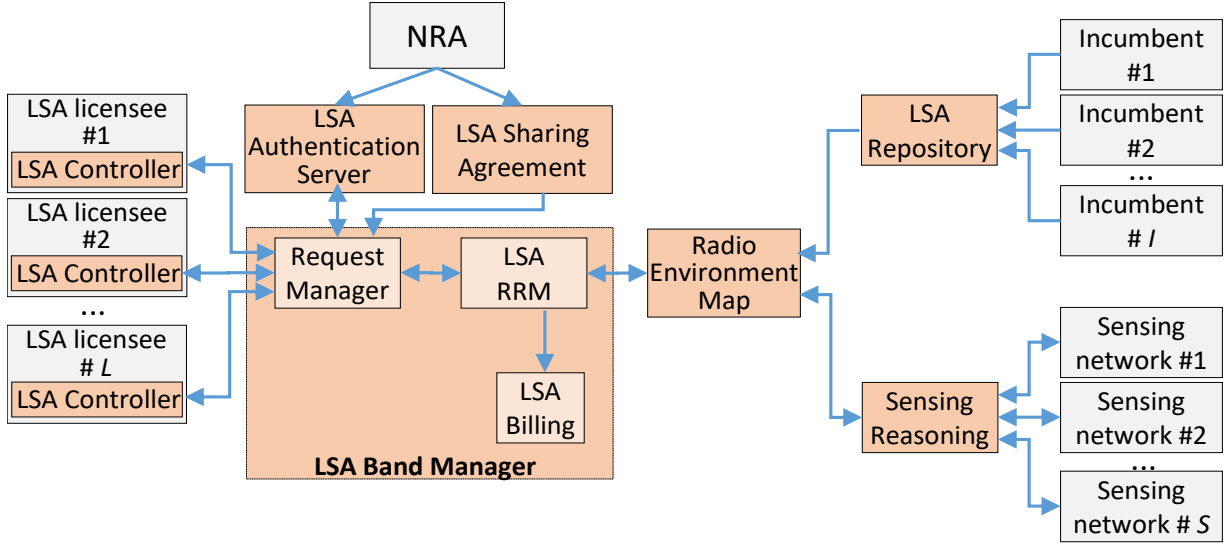 NRA
LSA licensee
#1
LSA Controller
LSA licensee
#2
LSA Controller
...
LSA licensee
# L
LSA Controller
LSA
Authentication
Server
LSA Sharing
Agreement
Request
Manager
LSA
RRM
LSA
Billing
LSA Band Manager
Radio
Environment
Map
LSA
Repository
Incumbent
#1
Incumbent
#2
...
Incumbent
# I
Sensing
Reasoning
Sensing
network #1
Sensing
network #2
...
Sensing
network # S